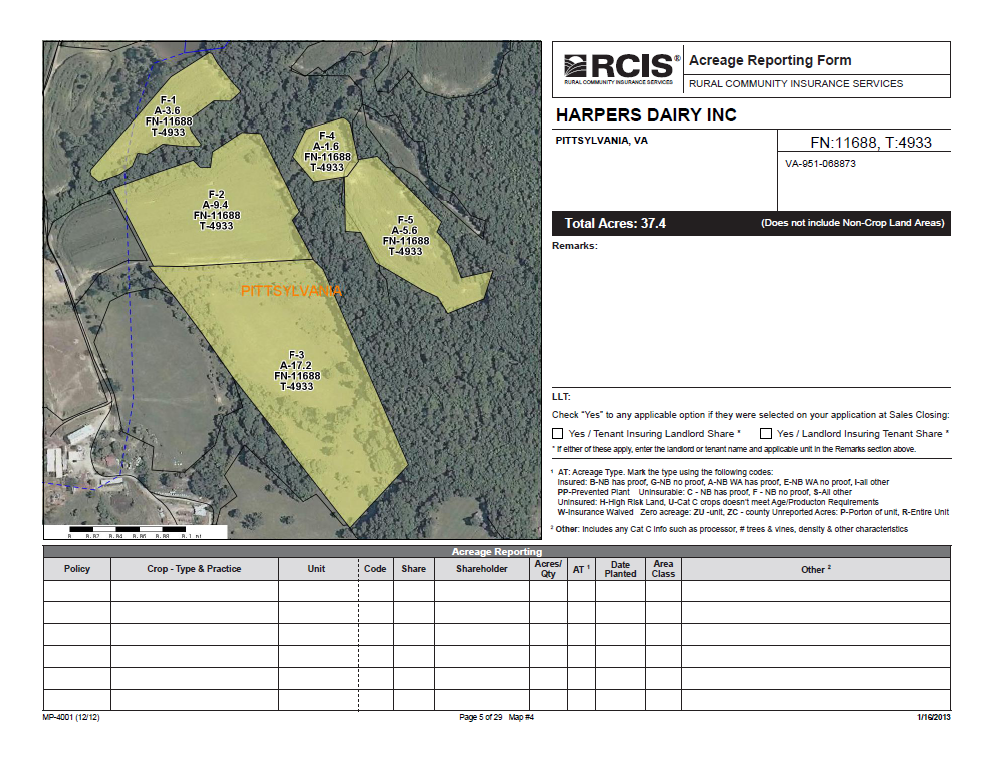 F-1
A-3.6
FN-11688
T-4933
F-4
A-1.6
FN-11688
T-4933
F-2
A-9.4
FN-11688
T-4933
F-5
A-5.6
FN-11688
T-4933
PITTSYLVANIA
F-3
A-17.2
FN-11688
T-4933
RCIS®
RURAL COMMUNITY INSURANCE SERVICES
Acreage Reporting Form
RURAL COMMUNITY INSURANCE SERVICES
HARPERS DAIRY INC
PITTSYLVANIA, VA
FN:11688, T:4933
VA-951-068873
Total Acres: 37.4 (Does not include Non-Crop Land Areas)
Remarks:
LLT:
Check "Yes" to any applicable option if they were selected on your application at Sales Closing:
Yes / Tenant Insuring Landlord Share * Yes / Landlord Insuring Tenant Share *
* If either of these apply, enter the landlord or tenant name and applicable unit in the Remarks section above.
¹ AT: Acreage Type. Mark the type using the following codes:
Insured: B-NB has proof, G-NB no proof, A-NB WA has proof, E-NB WA no proof, I-all other
PP-Prevented Plant Uninsurable: C - NB has proof, F - NB no proof, S-All other
Uninsured: H-High Risk Land, U-Cat C crops doesn't meet Age/Producton Requirements
W-Insurance Waived Zero acreage: ZU -unit, ZC - county Unreported Acres: P-Porton of unit, R-Entire Unit
² Other: Includes any Cat C info such as processor, # trees & vines, density & other characteristics
Acreage Reporting
Policy Crop - Type & Practice Unit Code Share Shareholder Acres/ Qty AT ¹ Date Planted Area Class Other ²
MP-4001 (12/12) Page 5 of 29 Map #4 1/16/2013